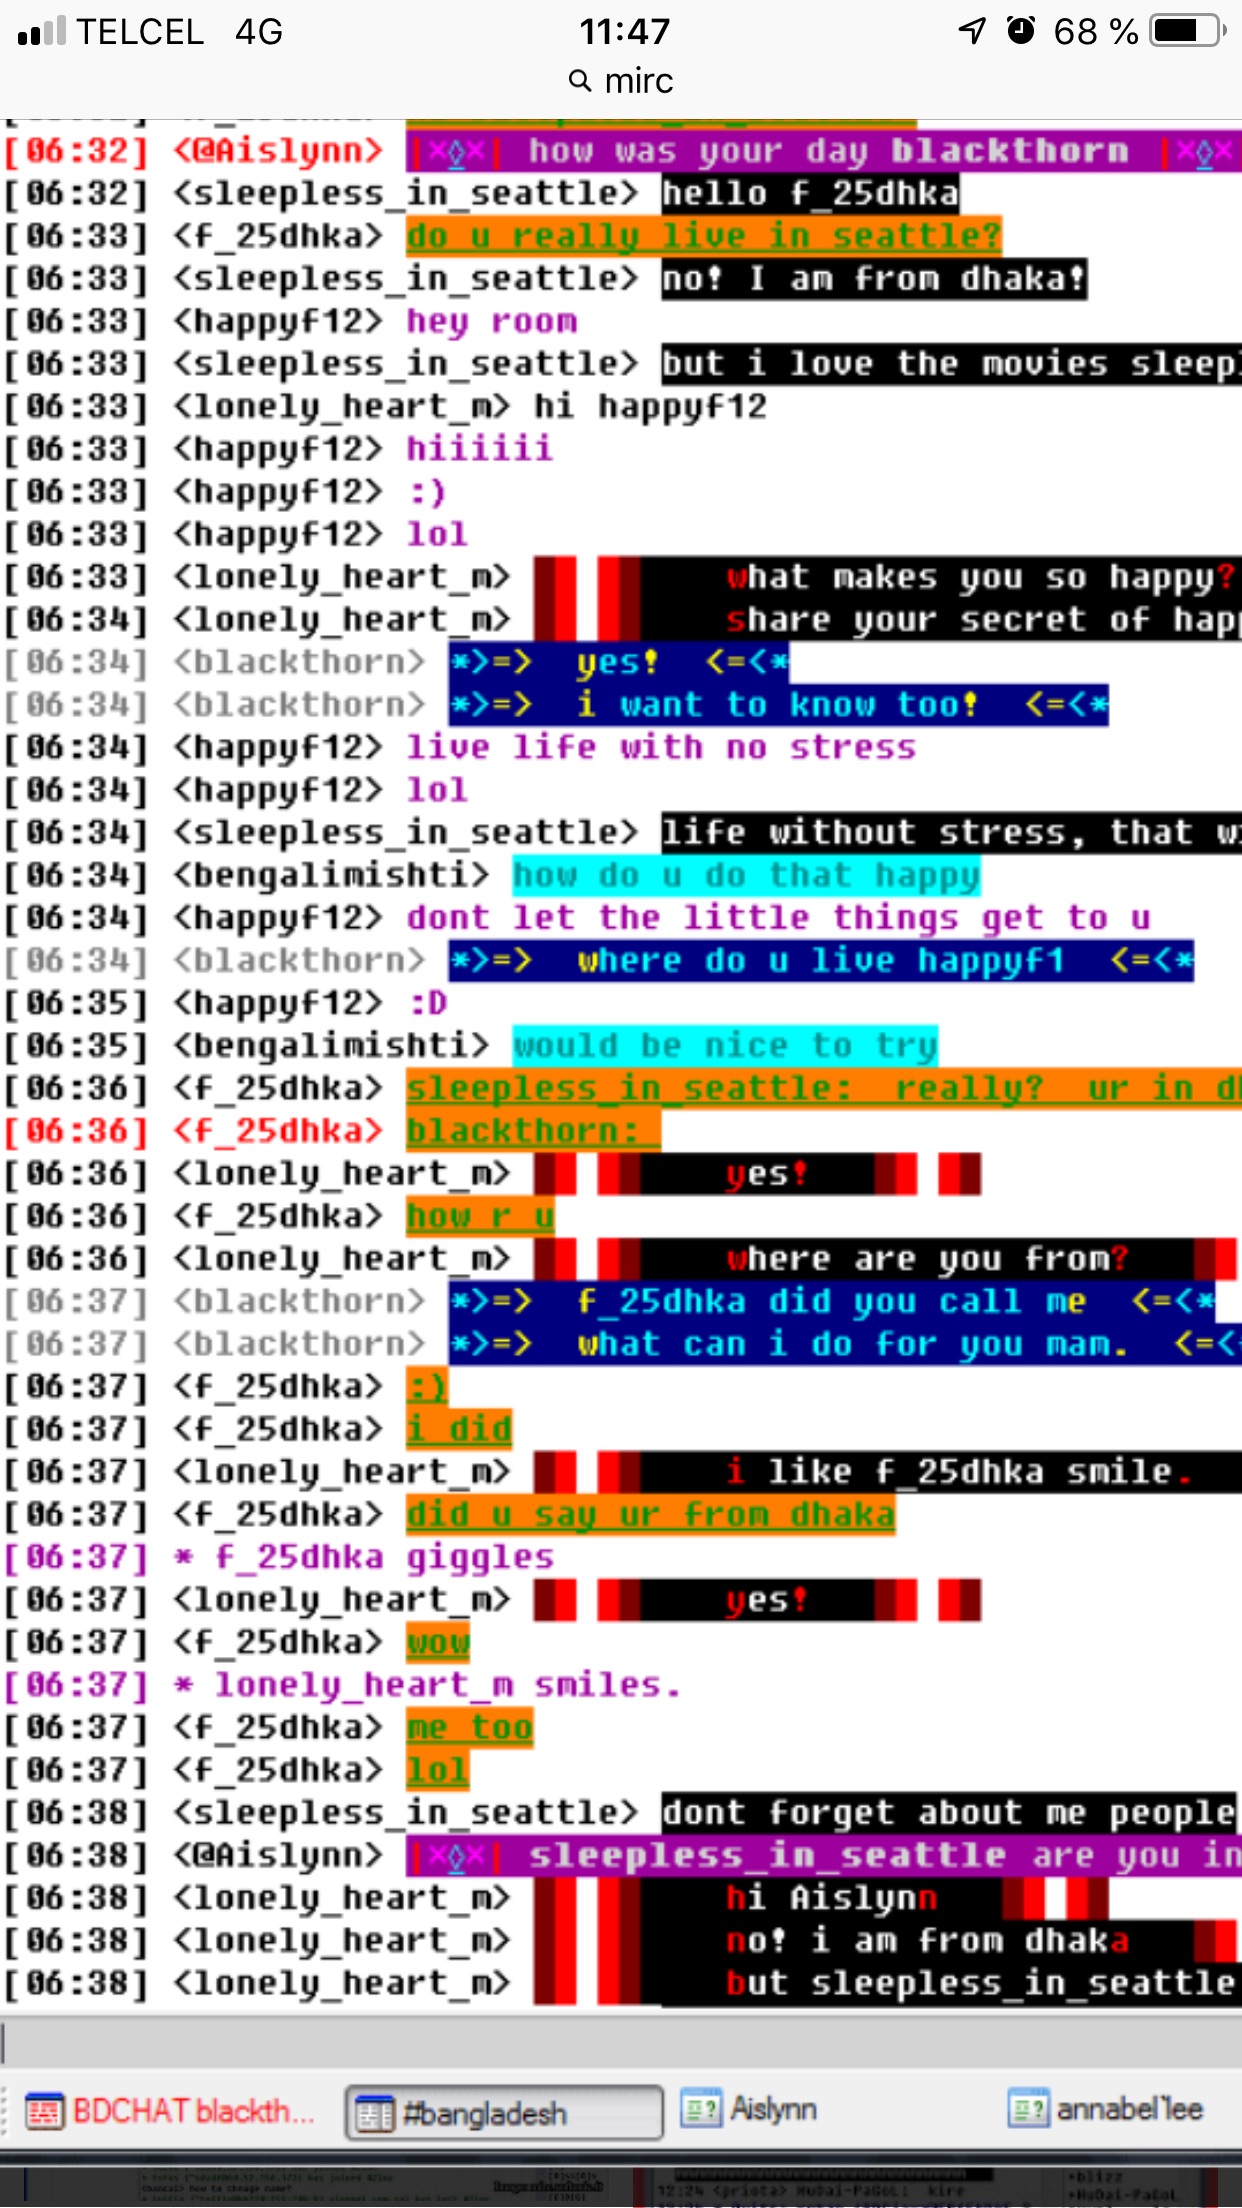 TELCEL 4G 11:47 68 %
mirc
[06:32] <@Aislynn> |×◊×| how was your day blackthorn |×◊×
[06:32] <sleepless_in_seattle> hello f_25dhka
[06:33] <f_25dhka> do u really live in seattle?
[06:33] <sleepless_in_seattle> no! I am from dhaka!
[06:33] <happyf12> hey room
[06:33] <sleepless_in_seattle> but i love the movies sleepl
[06:33] <lonely_heart_m> hi happyf12
[06:33] <happyf12> hiiiiii
[06:33] <happyf12> :)
[06:33] <happyf12> lol
[06:33] <lonely_heart_m> what makes you so happy?
[06:34] <lonely_heart_m> share your secret of happ
[06:34] <blackthorn> *>=> yes! <=<*
[06:34] <blackthorn> *>=> i want to know too! <=<*
[06:34] <happyf12> live life with no stress
[06:34] <happyf12> lol
[06:34] <sleepless_in_seattle> life without stress, that wi
[06:34] <bengalimishti> how do u do that happy
[06:34] <happyf12> dont let the little things get to u
[06:34] <blackthorn> *>=> where do u live happyf1 <=<*
[06:35] <happyf12> :D
[06:35] <bengalimishti> would be nice to try
[06:36] <f_25dhka> sleepless_in_seattle: really? ur in dh
[06:36] <f_25dhka> blackthorn:
[06:36] <lonely_heart_m> yes!
[06:36] <f_25dhka> how r u
[06:36] <lonely_heart_m> where are you from?
[06:37] <blackthorn> *>=> f_25dhka did you call me <=<*
[06:37] <blackthorn> *>=> what can i do for you mam. <=<
[06:37] <f_25dhka> :)
[06:37] <f_25dhka> i did
[06:37] <lonely_heart_m> i like f_25dhka smile.
[06:37] <f_25dhka> did u say ur from dhaka
[06:37] * f_25dhka giggles
[06:37] <lonely_heart_m> yes!
[06:37] <f_25dhka> wow
[06:37] * lonely_heart_m smiles.
[06:37] <f_25dhka> me too
[06:37] <f_25dhka> lol
[06:38] <sleepless_in_seattle> dont forget about me people
[06:38] <@Aislynn> |×◊×| sleepless_in_seattle are you in
[06:38] <lonely_heart_m> hi Aislynn
[06:38] <lonely_heart_m> no! i am from dhaka
[06:38] <lonely_heart_m> but sleepless_in_seattle
BDCHAT blackth... #bangladesh Aislynn annabel`lee
+blizz
12:24 <priota> HuDai-PaGoL: kire +HuDai-PaGoL